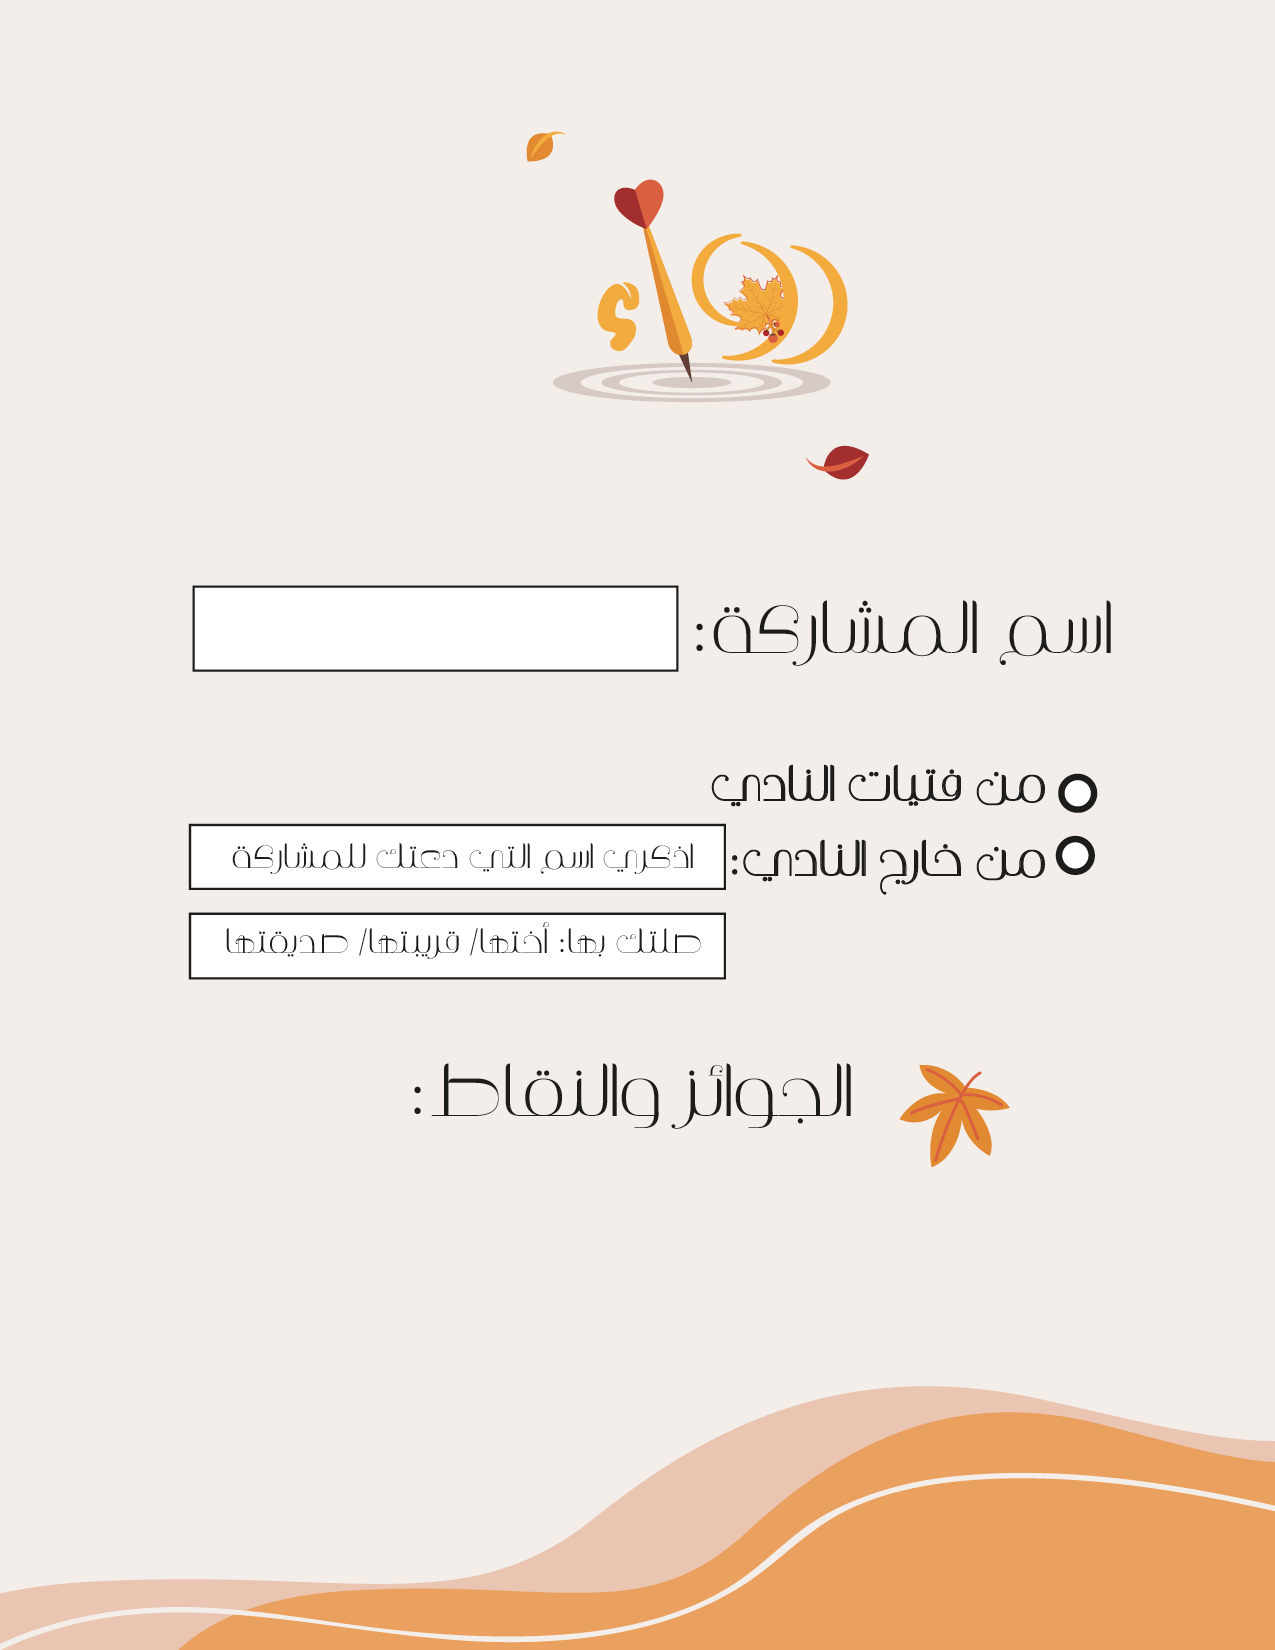 رواء
اسم المشاركة:
من فتيات النادي
من خارج النادي:
اذكري اسم التي دعتك للمشاركة
صلتك بها: أختها/ قريبتها/ صديقتها
الجوائز والنقاط: